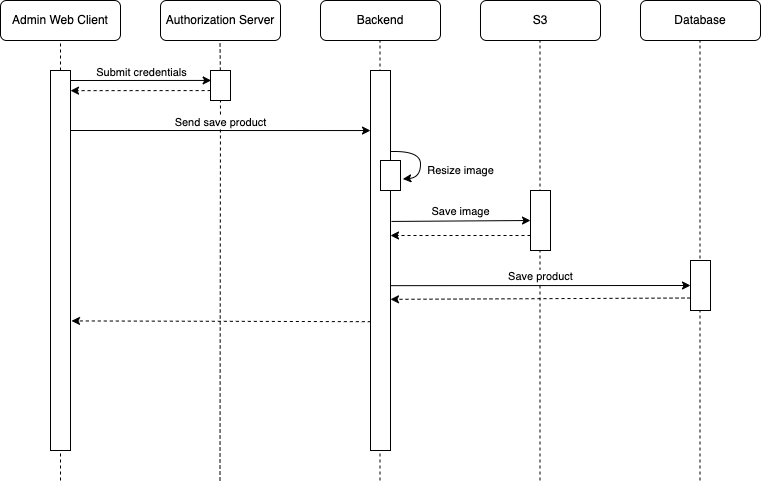 Admin Web Client
Authorization Server
Backend
S3
Database
Submit credentials
Send save product
Resize image
Save image
Save product